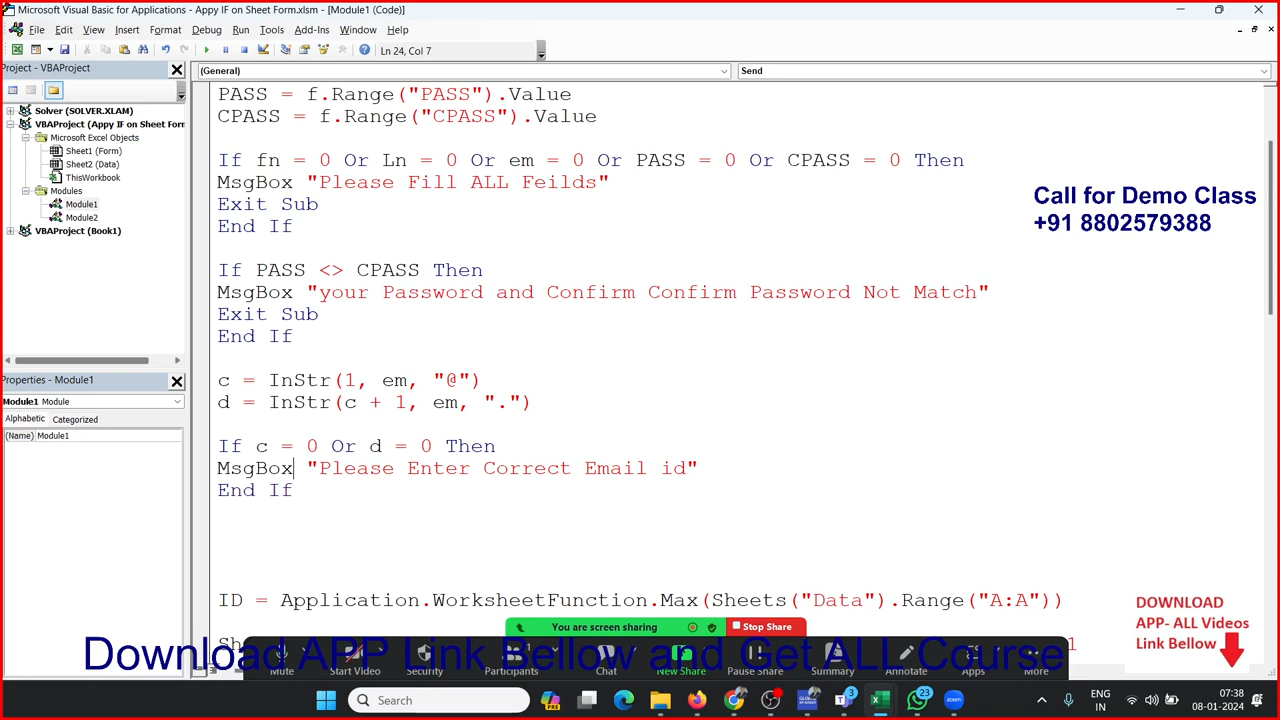 Microsoft Visual Basic for Applications - Appy IF on Sheet Form.xlsm - [Module1 (Code)]
File Edit View Insert Format Debug Run Tools Add-Ins Window Help
Ln 24, Col 7
Project - VBAProject
(General)
Send
Solver (SOLVER.XLAM)
VBAProject (Appy IF on Sheet Form
Microsoft Excel Objects
Sheet1 (Form)
Sheet2 (Data)
ThisWorkbook
Modules
Module1
Module2
VBAProject (Book1)
Properties - Module1
Module1 Module
Alphabetic Categorized
(Name) Module1
PASS = f.Range("PASS").Value
CPASS = f.Range("CPASS").Value
If fn = 0 Or Ln = 0 Or em = 0 Or PASS = 0 Or CPASS = 0 Then
MsgBox "Please Fill ALL Feilds"
Exit Sub
End If
If PASS <> CPASS Then
MsgBox "your Password and Confirm Confirm Password Not Match"
Exit Sub
End If
c = InStr(1, em, "@")
d = InStr(c + 1, em, ".")
If c = 0 Or d = 0 Then
MsgBox "Please Enter Correct Email id"
End If
ID = Application.WorksheetFunction.Max(Sheets("Data").Range("A:A"))
Call for Demo Class
+91 8802579388
DOWNLOAD
APP- ALL Videos
Link Bellow
You are screen sharing
Stop Share
Download APP Link Bellow and Get ALL Course
Mute Start Video Security Participants Chat New Share Pause Share Summary Annotate Apps More
Search
3
23
ENG
IN
07:38
08-01-2024